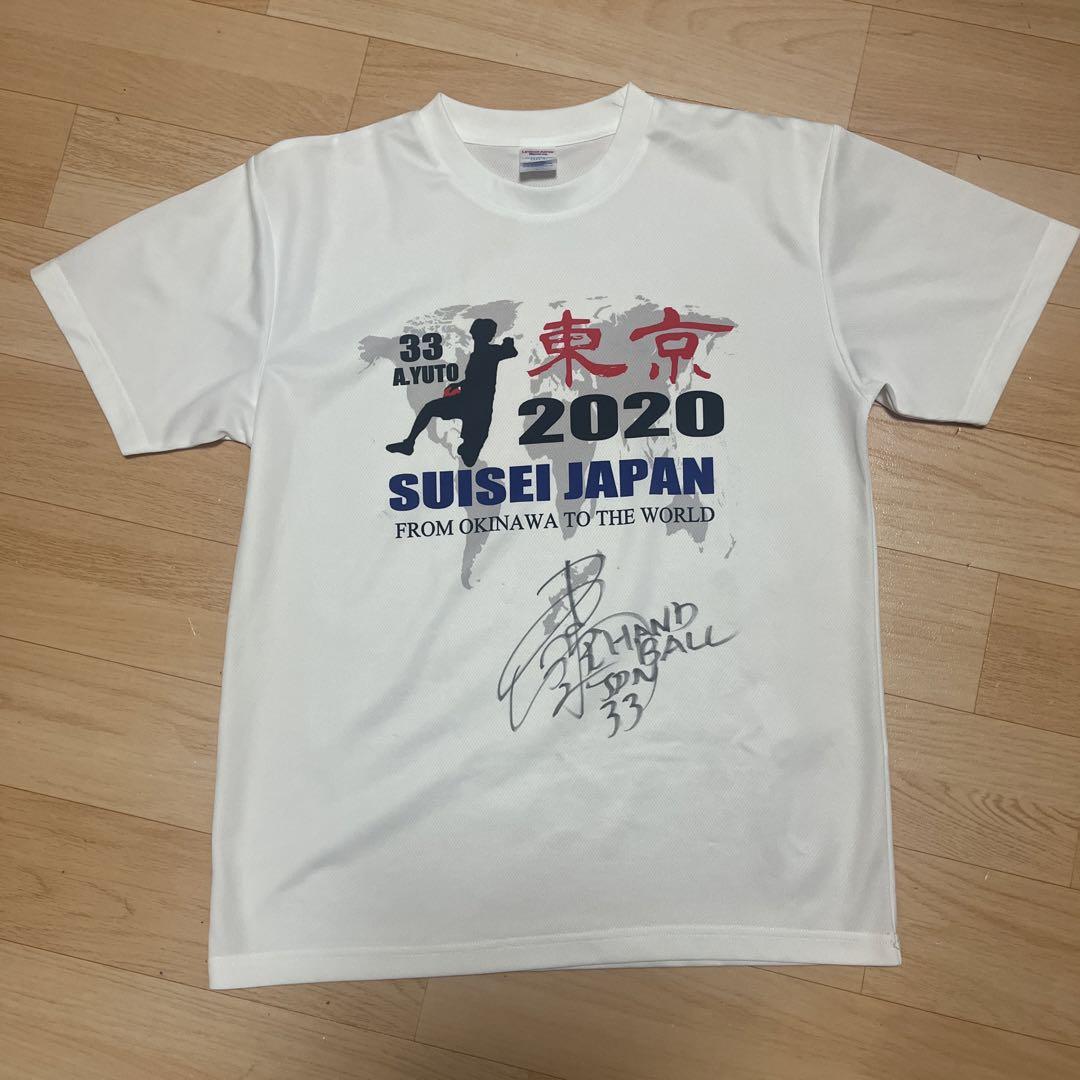 33
A.YUTO
東京
2020
SUISEI JAPAN
FROM OKINAWA TO THE WORLD
HAND
BALL
JPN
33